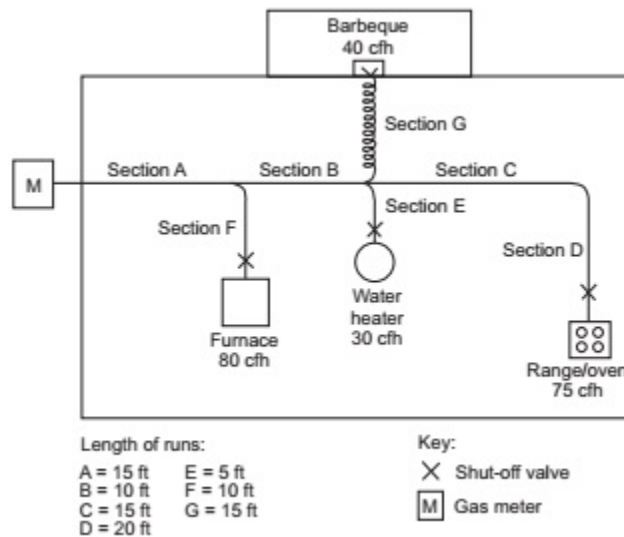 Barbeque
40 cfh
Section G
Section A
Section B
Section C
M
Section E
Section F
Section D
Water
heater
30 cfh
Furnace
80 cfh
Range/oven
75 cfh
Length of runs:
A = 15 ft E = 5 ft
B = 10 ft F = 10 ft
C = 15 ft G = 15 ft
D = 20 ft
Key:
Shut-off valve
M Gas meter